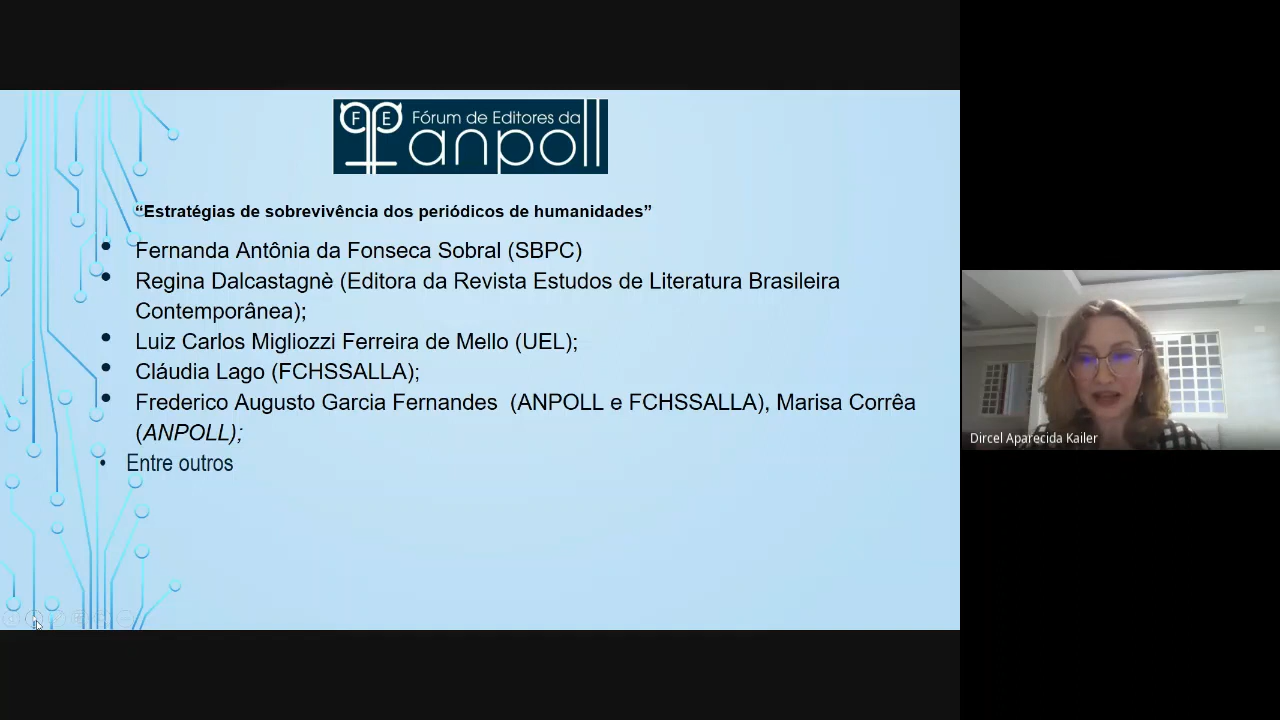 F E Fórum de Editores da
anpoll
“Estratégias de sobrevivência dos periódicos de humanidades”
• Fernanda Antônia da Fonseca Sobral (SBPC)
• Regina Dalcastagnè (Editora da Revista Estudos de Literatura Brasileira
Contemporânea);
• Luiz Carlos Migliozzi Ferreira de Mello (UEL);
• Cláudia Lago (FCHSSALLA);
• Frederico Augusto Garcia Fernandes  (ANPOLL e FCHSSALLA), Marisa Corrêa
(ANPOLL);
• Entre outros
Dircel Aparecida Kailer